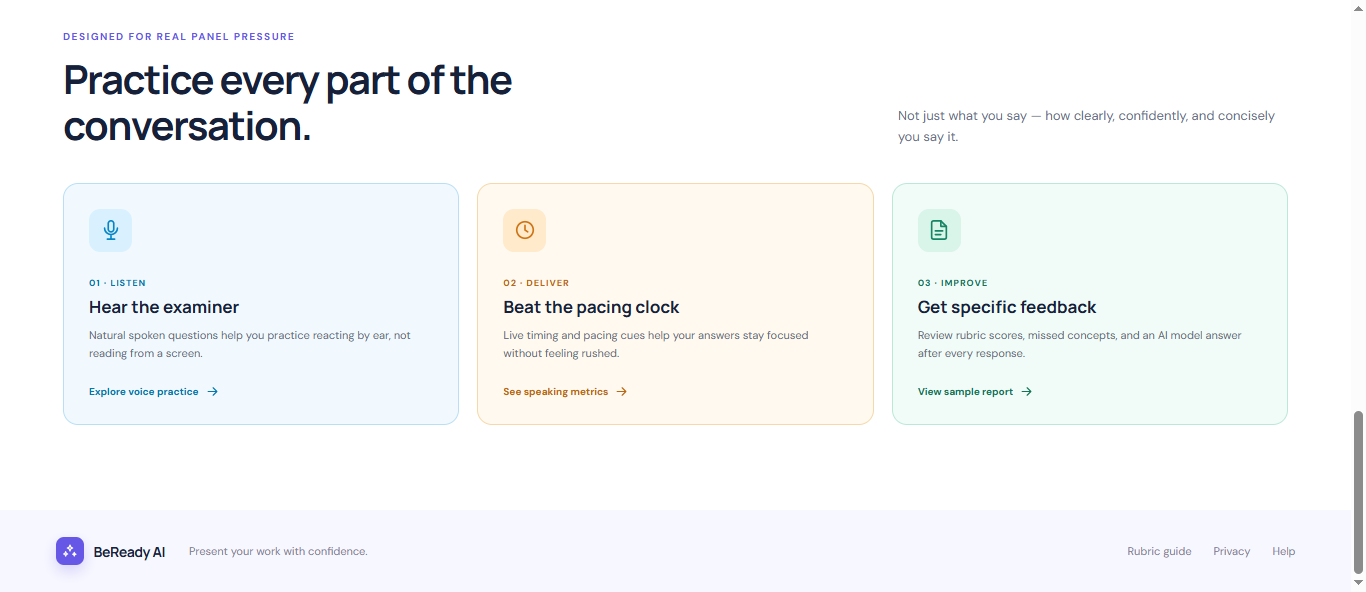 DESIGNED FOR REAL PANEL PRESSURE
Practice every part of the
conversation.
Not just what you say — how clearly, confidently, and concisely
you say it.
01 · LISTEN
Hear the examiner
Natural spoken questions help you practice reacting by ear, not
reading from a screen.
Explore voice practice →
02 · DELIVER
Beat the pacing clock
Live timing and pacing cues help your answers stay focused
without feeling rushed.
See speaking metrics →
03 · IMPROVE
Get specific feedback
Review rubric scores, missed concepts, and an AI model answer
after every response.
View sample report →
BeReady AI
Present your work with confidence.
Rubric guide
Privacy
Help